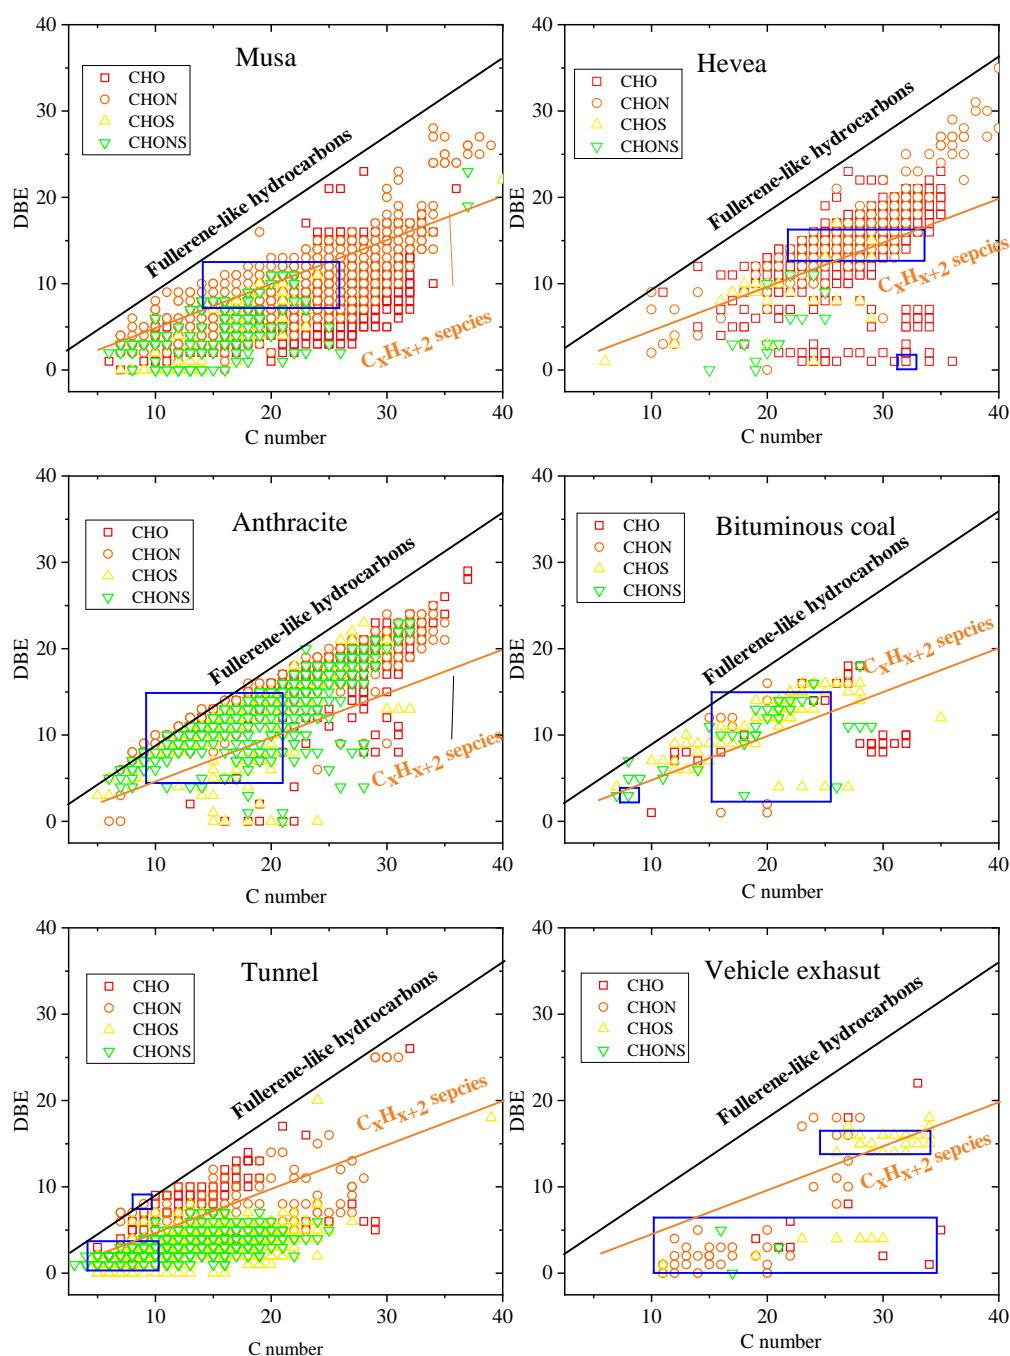 Musa
CHO
CHON
CHOS
CHONS
Fullerene-like hydrocarbons
CxHx+2 sepcies
DBE
40
30
20
10
0
10
20
30
40
C number
Hevea
CHO
CHON
CHOS
CHONS
Fullerene-like hydrocarbons
CxHx+2 sepcies
DBE
40
30
20
10
0
10
20
30
40
C number
Anthracite
CHO
CHON
CHOS
CHONS
Fullerene-like hydrocarbons
CxHx+2 sepcies
DBE
40
30
20
10
0
10
20
30
40
C number
Bituminous coal
CHO
CHON
CHOS
CHONS
Fullerene-like hydrocarbons
CxHx+2 sepcies
DBE
40
30
20
10
0
10
20
30
40
C number
Tunnel
CHO
CHON
CHOS
CHONS
Fullerene-like hydrocarbons
CxHx+2 sepcies
DBE
40
30
20
10
0
10
20
30
40
C number
Vehicle exhasut
CHO
CHON
CHOS
CHONS
Fullerene-like hydrocarbons
CxHx+2 sepcies
DBE
40
30
20
10
0
10
20
30
40
C number